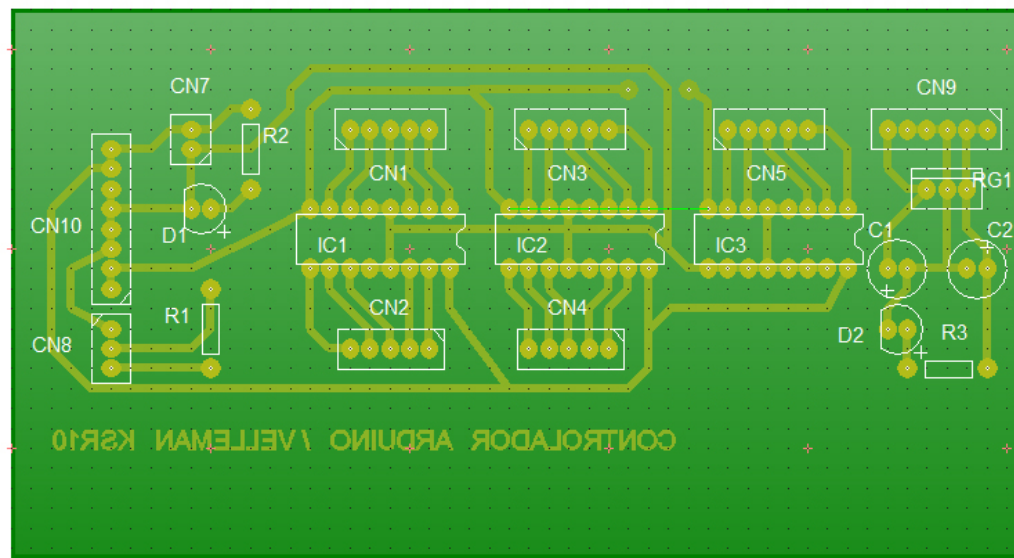 CN7
CN9
R2
CN1
CN3
CN5
RG1
CN10
D1
IC1
IC2
IC3
C1
C2
R1
CN2
CN4
CN8
D2
R3
CONTROLADOR ARDUINO / VELLEMAN KSR10